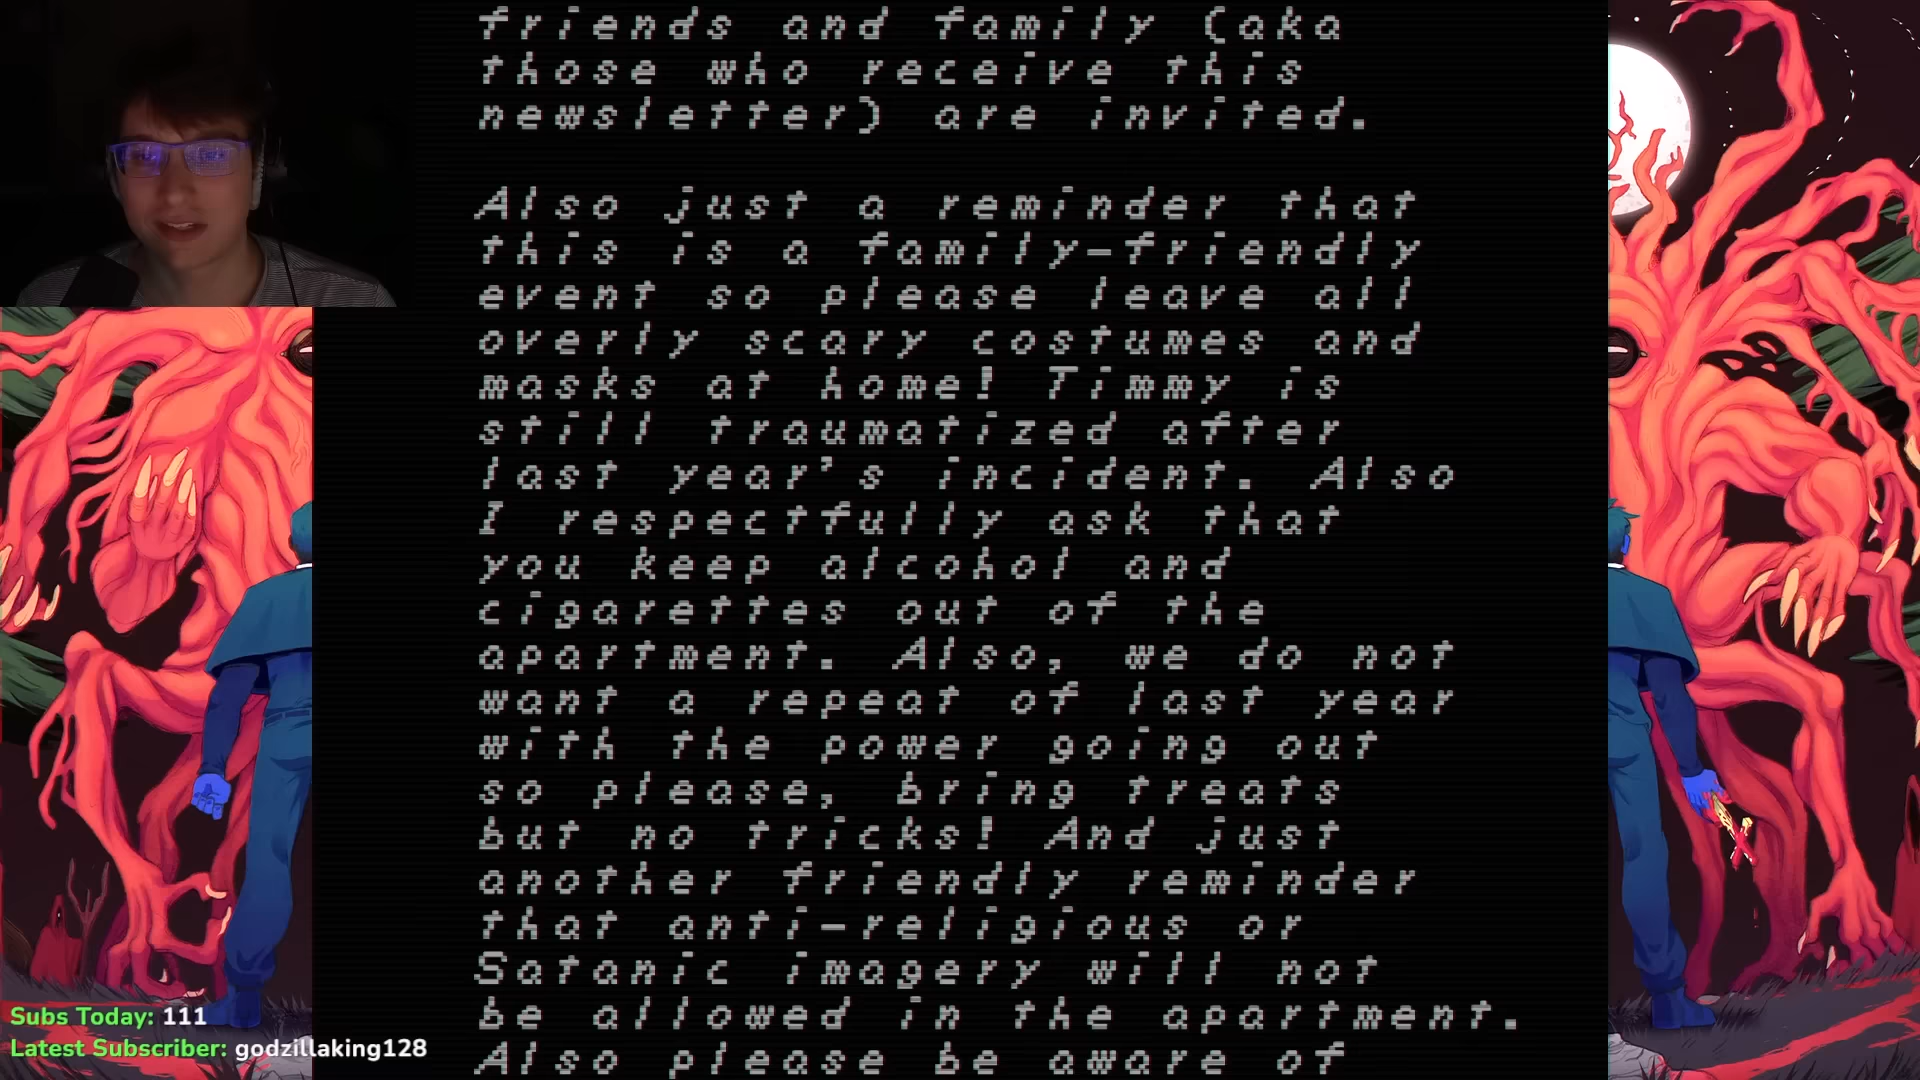 friends and family (aka
those who receive this
newsletter) are invited.
Also just a reminder that
this is a family-friendly
event so please leave all
overly scary costumes and
masks at home! Timmy is
still traumatized after
last year's incident. Also
I respectfully ask that
you keep alcohol and
cigarettes out of the
apartment. Also, we do not
want a repeat of last year
with the power going out
so please, bring treats
but no tricks! And just
another friendly reminder
that anti-religious or
Satanic imagery will not
be allowed in the apartment.
Also please be aware of
Subs Today: 111
Latest Subscriber: godzillaking128